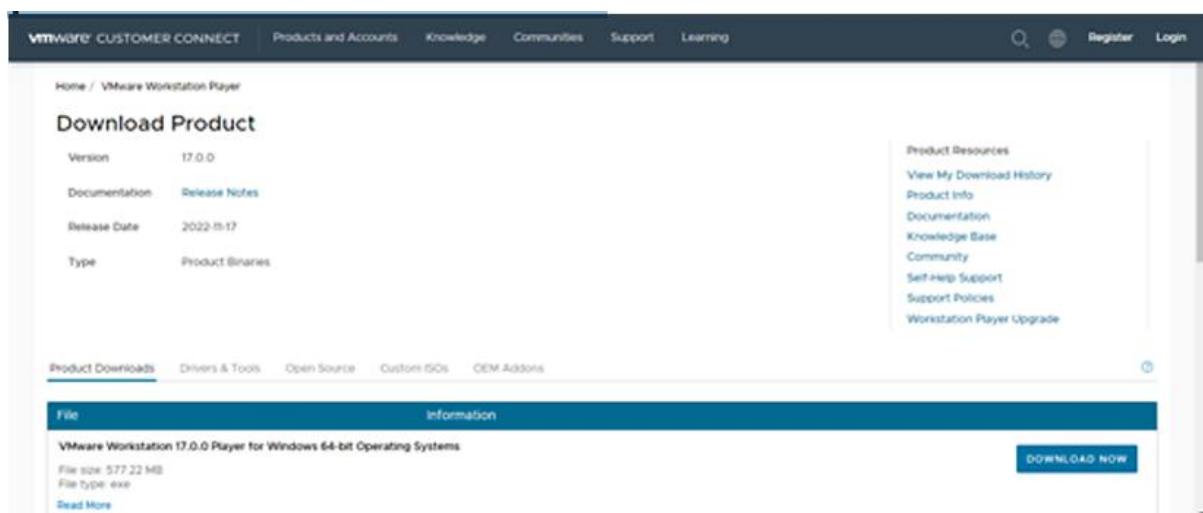 vmware CUSTOMER CONNECT Products and Accounts Knowledge Communities Support Learning Register Login
Home / VMware Workstation Player
Download Product
Version 17.0.0
Documentation Release Notes
Release Date 2022-11-17
Type Product Binaries
Product Resources
View My Download History
Product Info
Documentation
Knowledge Base
Community
Self-Help Support
Support Policies
Workstation Player Upgrade
Product Downloads Drivers & Tools Open Source Custom ISOs OEM Addons
File Information
VMware Workstation 17.0.0 Player for Windows 64-bit Operating Systems
File size: 577.22 MB
File type: exe
Read More
DOWNLOAD NOW